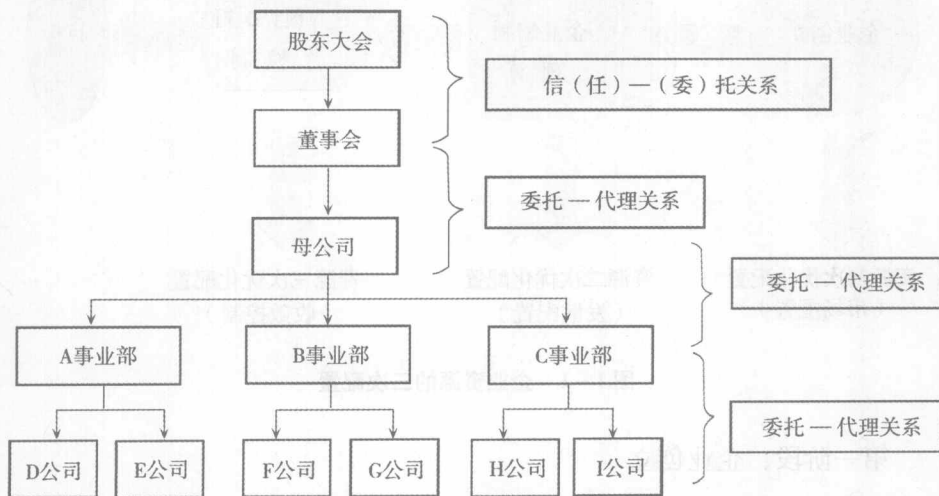 股东大会
信（任）—（委）托关系
董事会
委托—代理关系
母公司
委托—代理关系
A事业部
B事业部
C事业部
委托—代理关系
D公司
E公司
F公司
G公司
H公司
I公司